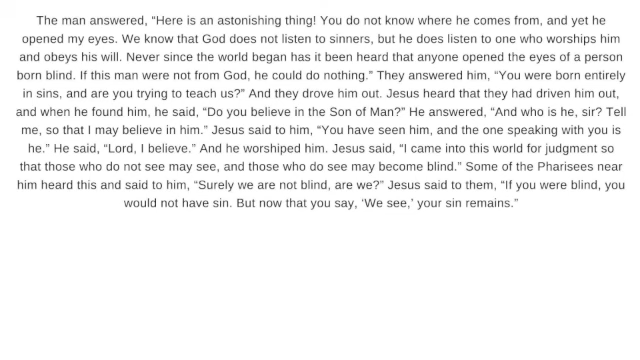 The man answered, “Here is an astonishing thing! You do not know where he comes from, and yet he
opened my eyes. We know that God does not listen to sinners, but he does listen to one who worships him
and obeys his will. Never since the world began has it been heard that anyone opened the eyes of a person
born blind. If this man were not from God, he could do nothing.” They answered him, “You were born entirely
in sins, and are you trying to teach us?” And they drove him out. Jesus heard that they had driven him out,
and when he found him, he said, “Do you believe in the Son of Man?” He answered, “And who is he, sir? Tell
me, so that I may believe in him.” Jesus said to him, “You have seen him, and the one speaking with you is
he.” He said, “Lord, I believe.” And he worshiped him. Jesus said, “I came into this world for judgment so
that those who do not see may see, and those who do see may become blind.” Some of the Pharisees near
him heard this and said to him, “Surely we are not blind, are we?” Jesus said to them, “If you were blind, you
would not have sin. But now that you say, ‘We see,’ your sin remains.”